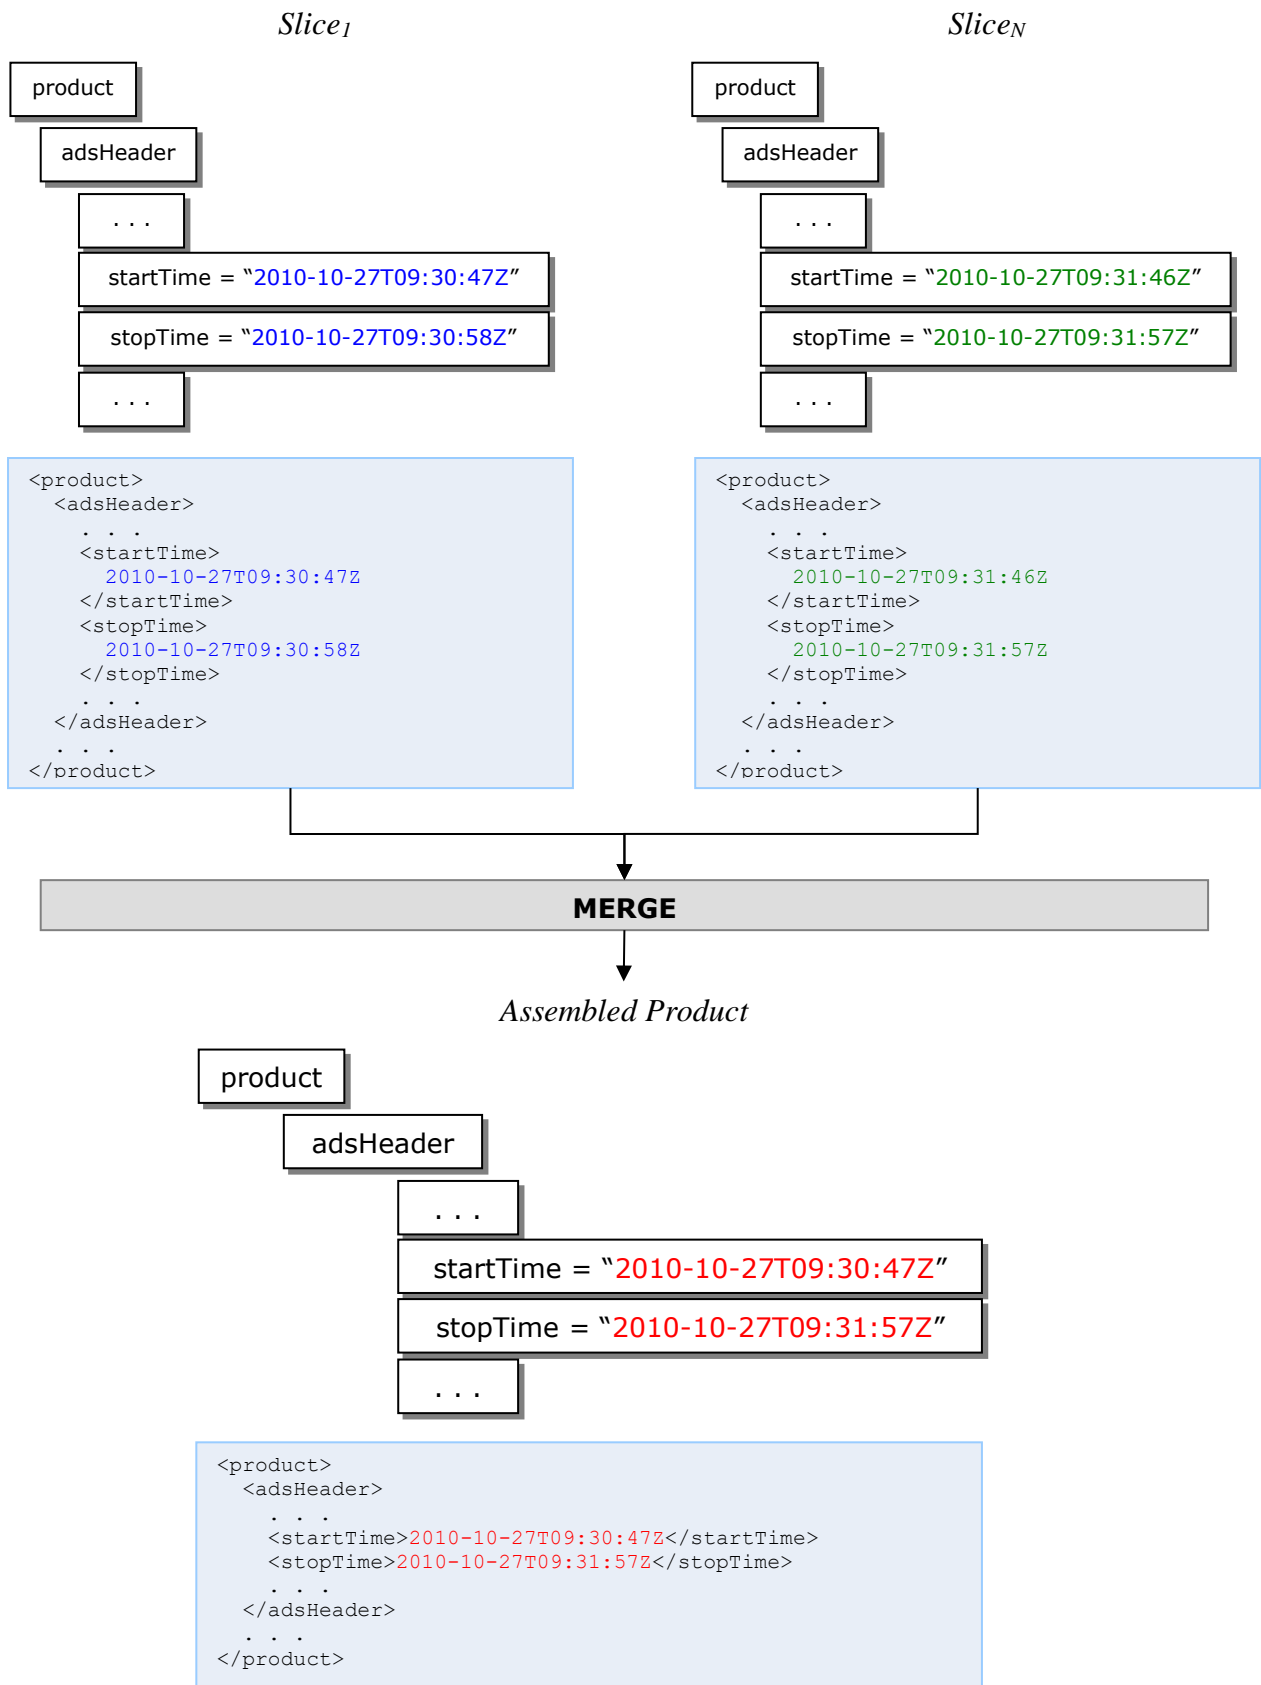 Slice1
product
adsHeader
. . .
startTime = “2010-10-27T09:30:47Z”
stopTime = “2010-10-27T09:30:58Z”
. . .
<product>
<adsHeader>
. . .
<startTime>
2010-10-27T09:30:47Z
</startTime>
<stopTime>
2010-10-27T09:30:58Z
</stopTime>
. . .
</adsHeader>
. . .
</product>
SliceN
product
adsHeader
. . .
startTime = “2010-10-27T09:31:46Z”
stopTime = “2010-10-27T09:31:57Z”
. . .
<product>
<adsHeader>
. . .
<startTime>
2010-10-27T09:31:46Z
</startTime>
<stopTime>
2010-10-27T09:31:57Z
</stopTime>
. . .
</adsHeader>
. . .
</product>
MERGE
Assembled Product
product
adsHeader
. . .
startTime = “2010-10-27T09:30:47Z”
stopTime = “2010-10-27T09:31:57Z”
. . .
<product>
<adsHeader>
. . .
<startTime>2010-10-27T09:30:47Z</startTime>
<stopTime>2010-10-27T09:31:57Z</stopTime>
. . .
</adsHeader>
. . .
</product>